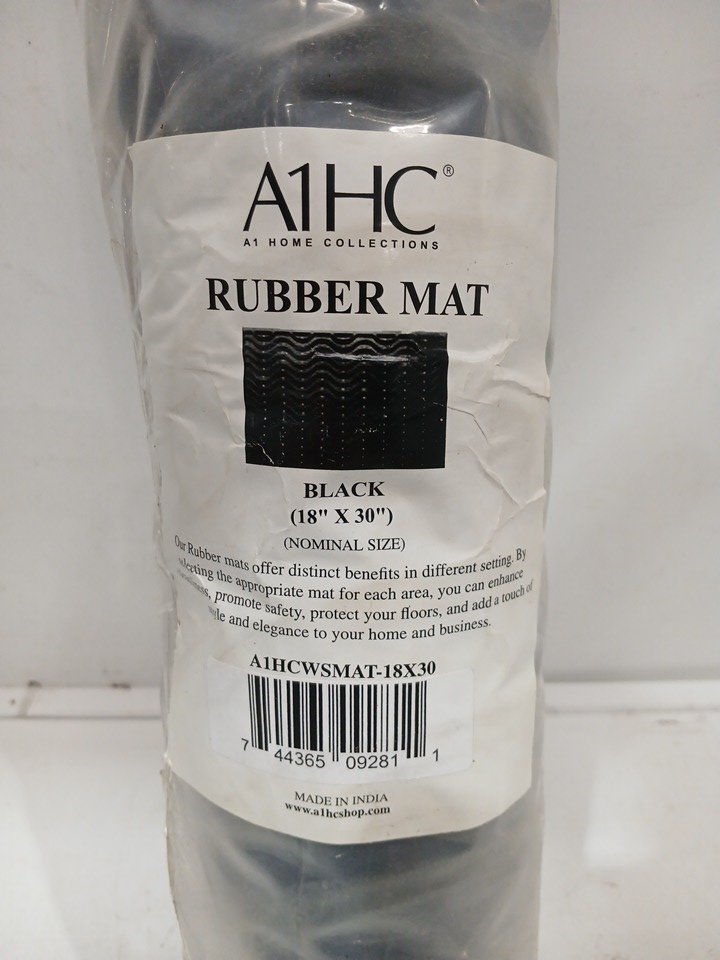 A1HC®
A1 HOME COLLECTIONS
RUBBER MAT
BLACK
(18" X 30")
(NOMINAL SIZE)
Our Rubber mats offer distinct benefits in different setting. By
the appropriate mat for each area, you can enhance
promote safety, protect your floors, and add a touch of
and elegance to your home and business.
A1HCWSMAT-18X30
7 44365 09281 1
MADE IN INDIA
www.a1hcshop.com